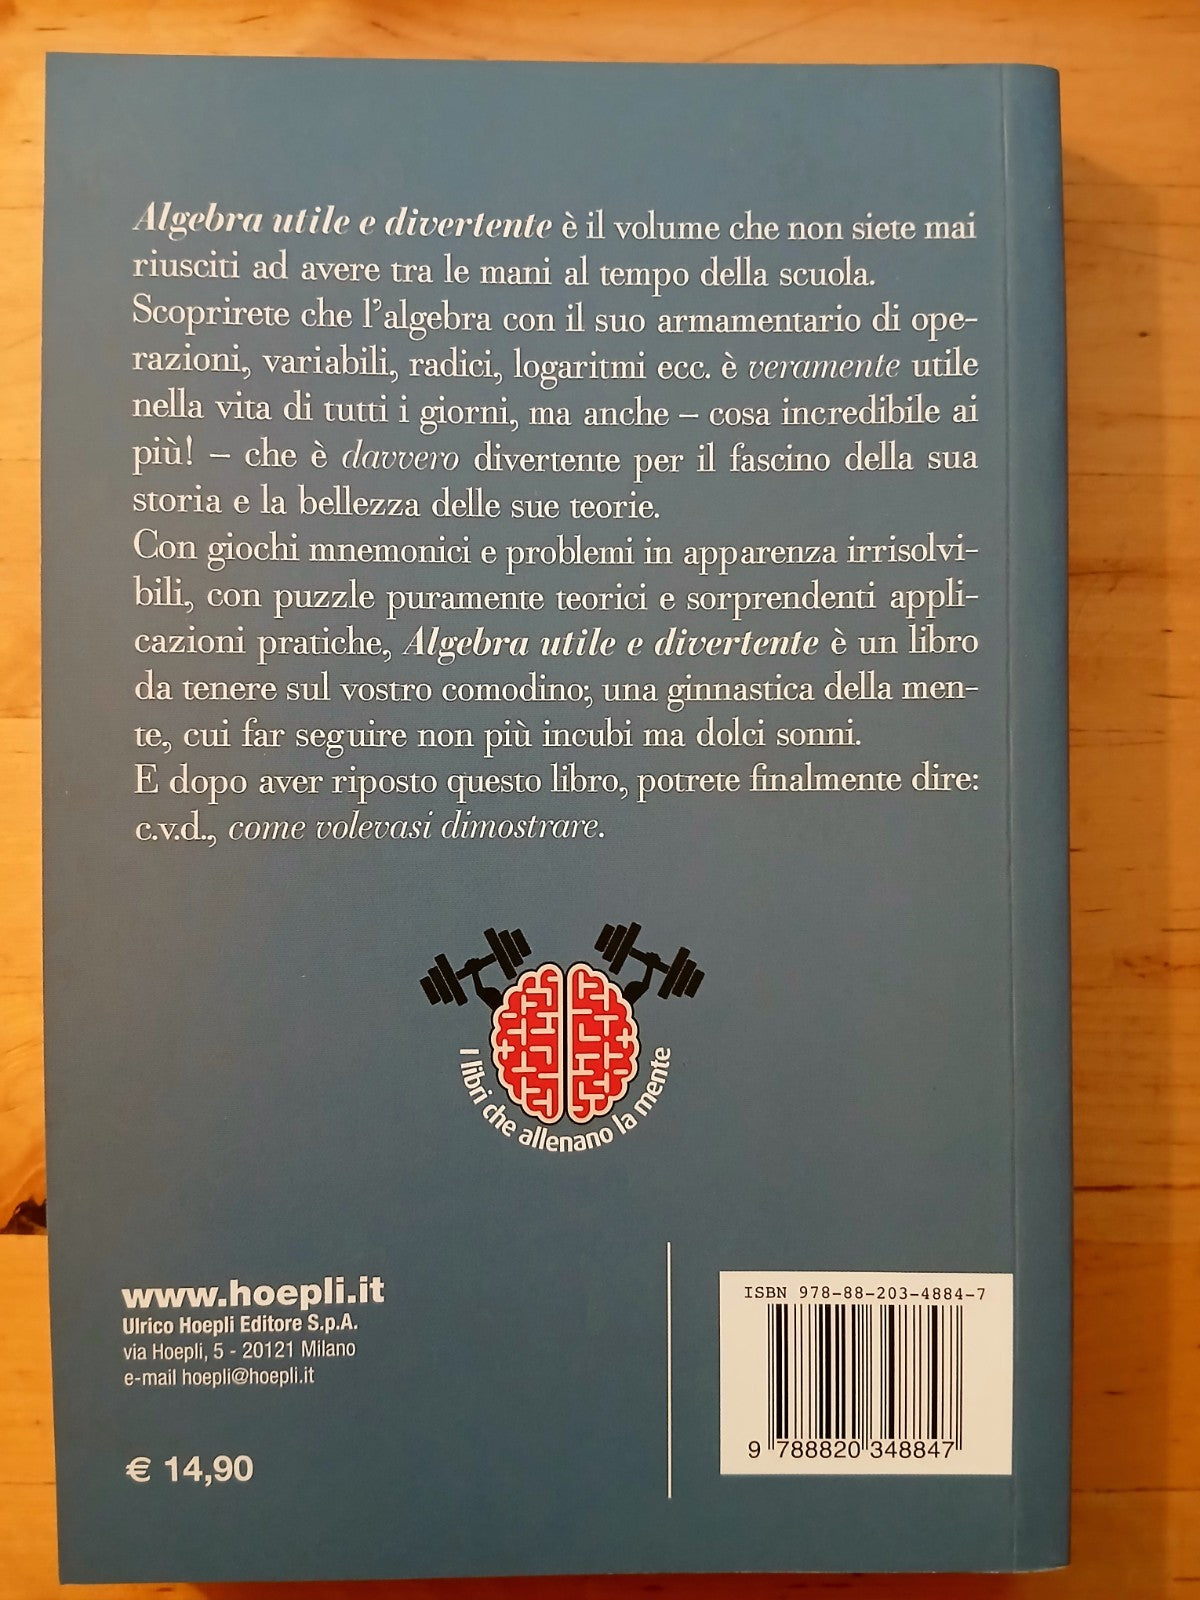 Algebra utile e divertente è il volume che non siete mai
riusciti ad avere tra le mani al tempo della scuola.
Scoprirete che l'algebra con il suo armamentario di ope-
razioni, variabili, radici, logaritmi ecc. è veramente utile
nella vita di tutti i giorni, ma anche – cosa incredibile ai
più! – che è davvero divertente per il fascino della sua
storia e la bellezza delle sue teorie.
Con giochi mnemonici e problemi in apparenza irrisolvi-
bili, con puzzle puramente teorici e sorprendenti appli-
cazioni pratiche, Algebra utile e divertente è un libro
da tenere sul vostro comodino; una ginnastica della men-
te, cui far seguire non più incubi ma dolci sonni.
E dopo aver riposto questo libro, potrete finalmente dire:
c.v.d., come volevasi dimostrare.
I libri che allenano la mente
www.hoepli.it
Ulrico Hoepli Editore S.p.A.
via Hoepli, 5 - 20121 Milano
e-mail hoepli@hoepli.it
€ 14,90
ISBN 978-88-203-4884-7
9 788820 348847